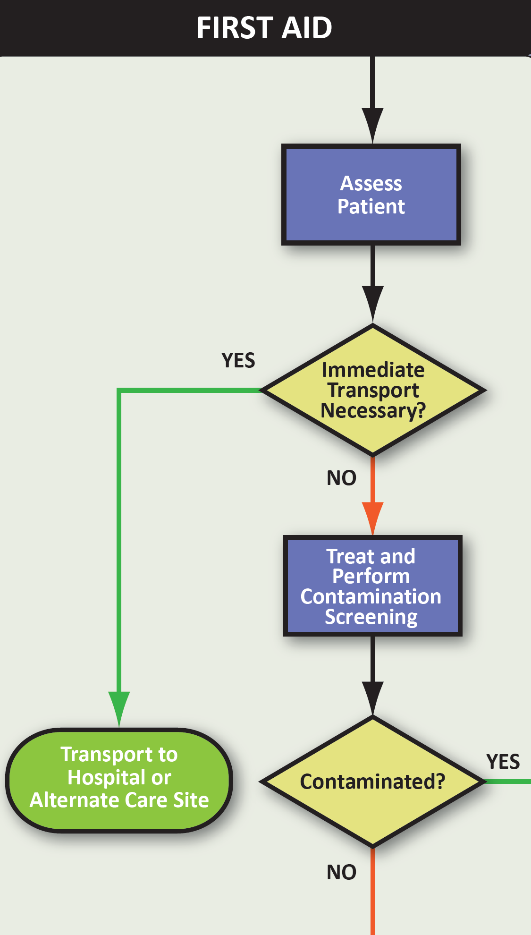 FIRST AID
Assess
Patient
YES
Immediate
Transport
Necessary?
NO
Treat and
Perform
Contamination
Screening
Transport to
Hospital or
Alternate Care Site
Contaminated?
YES
NO